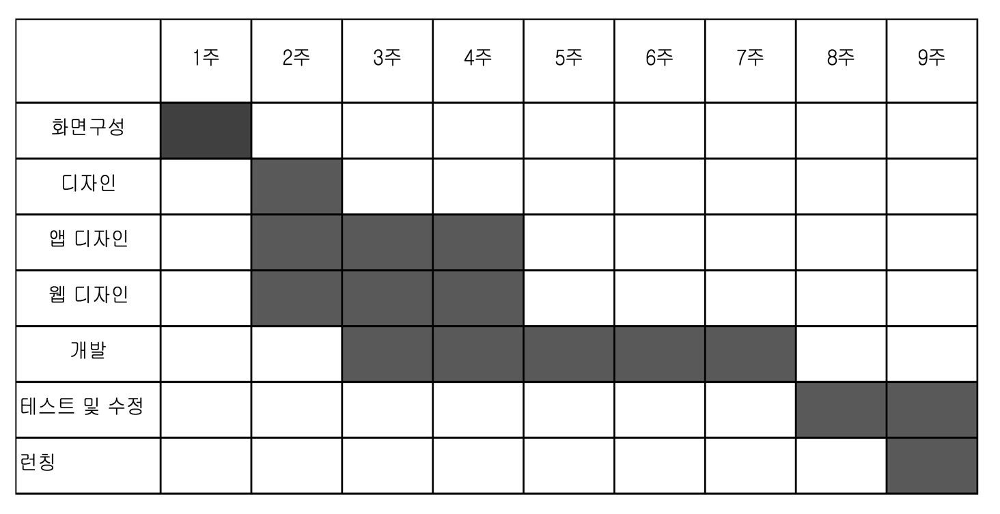 1주 2주 3주 4주 5주 6주 7주 8주 9주
화면구성
디자인
앱 디자인
웹 디자인
개발
테스트 및 수정
런칭